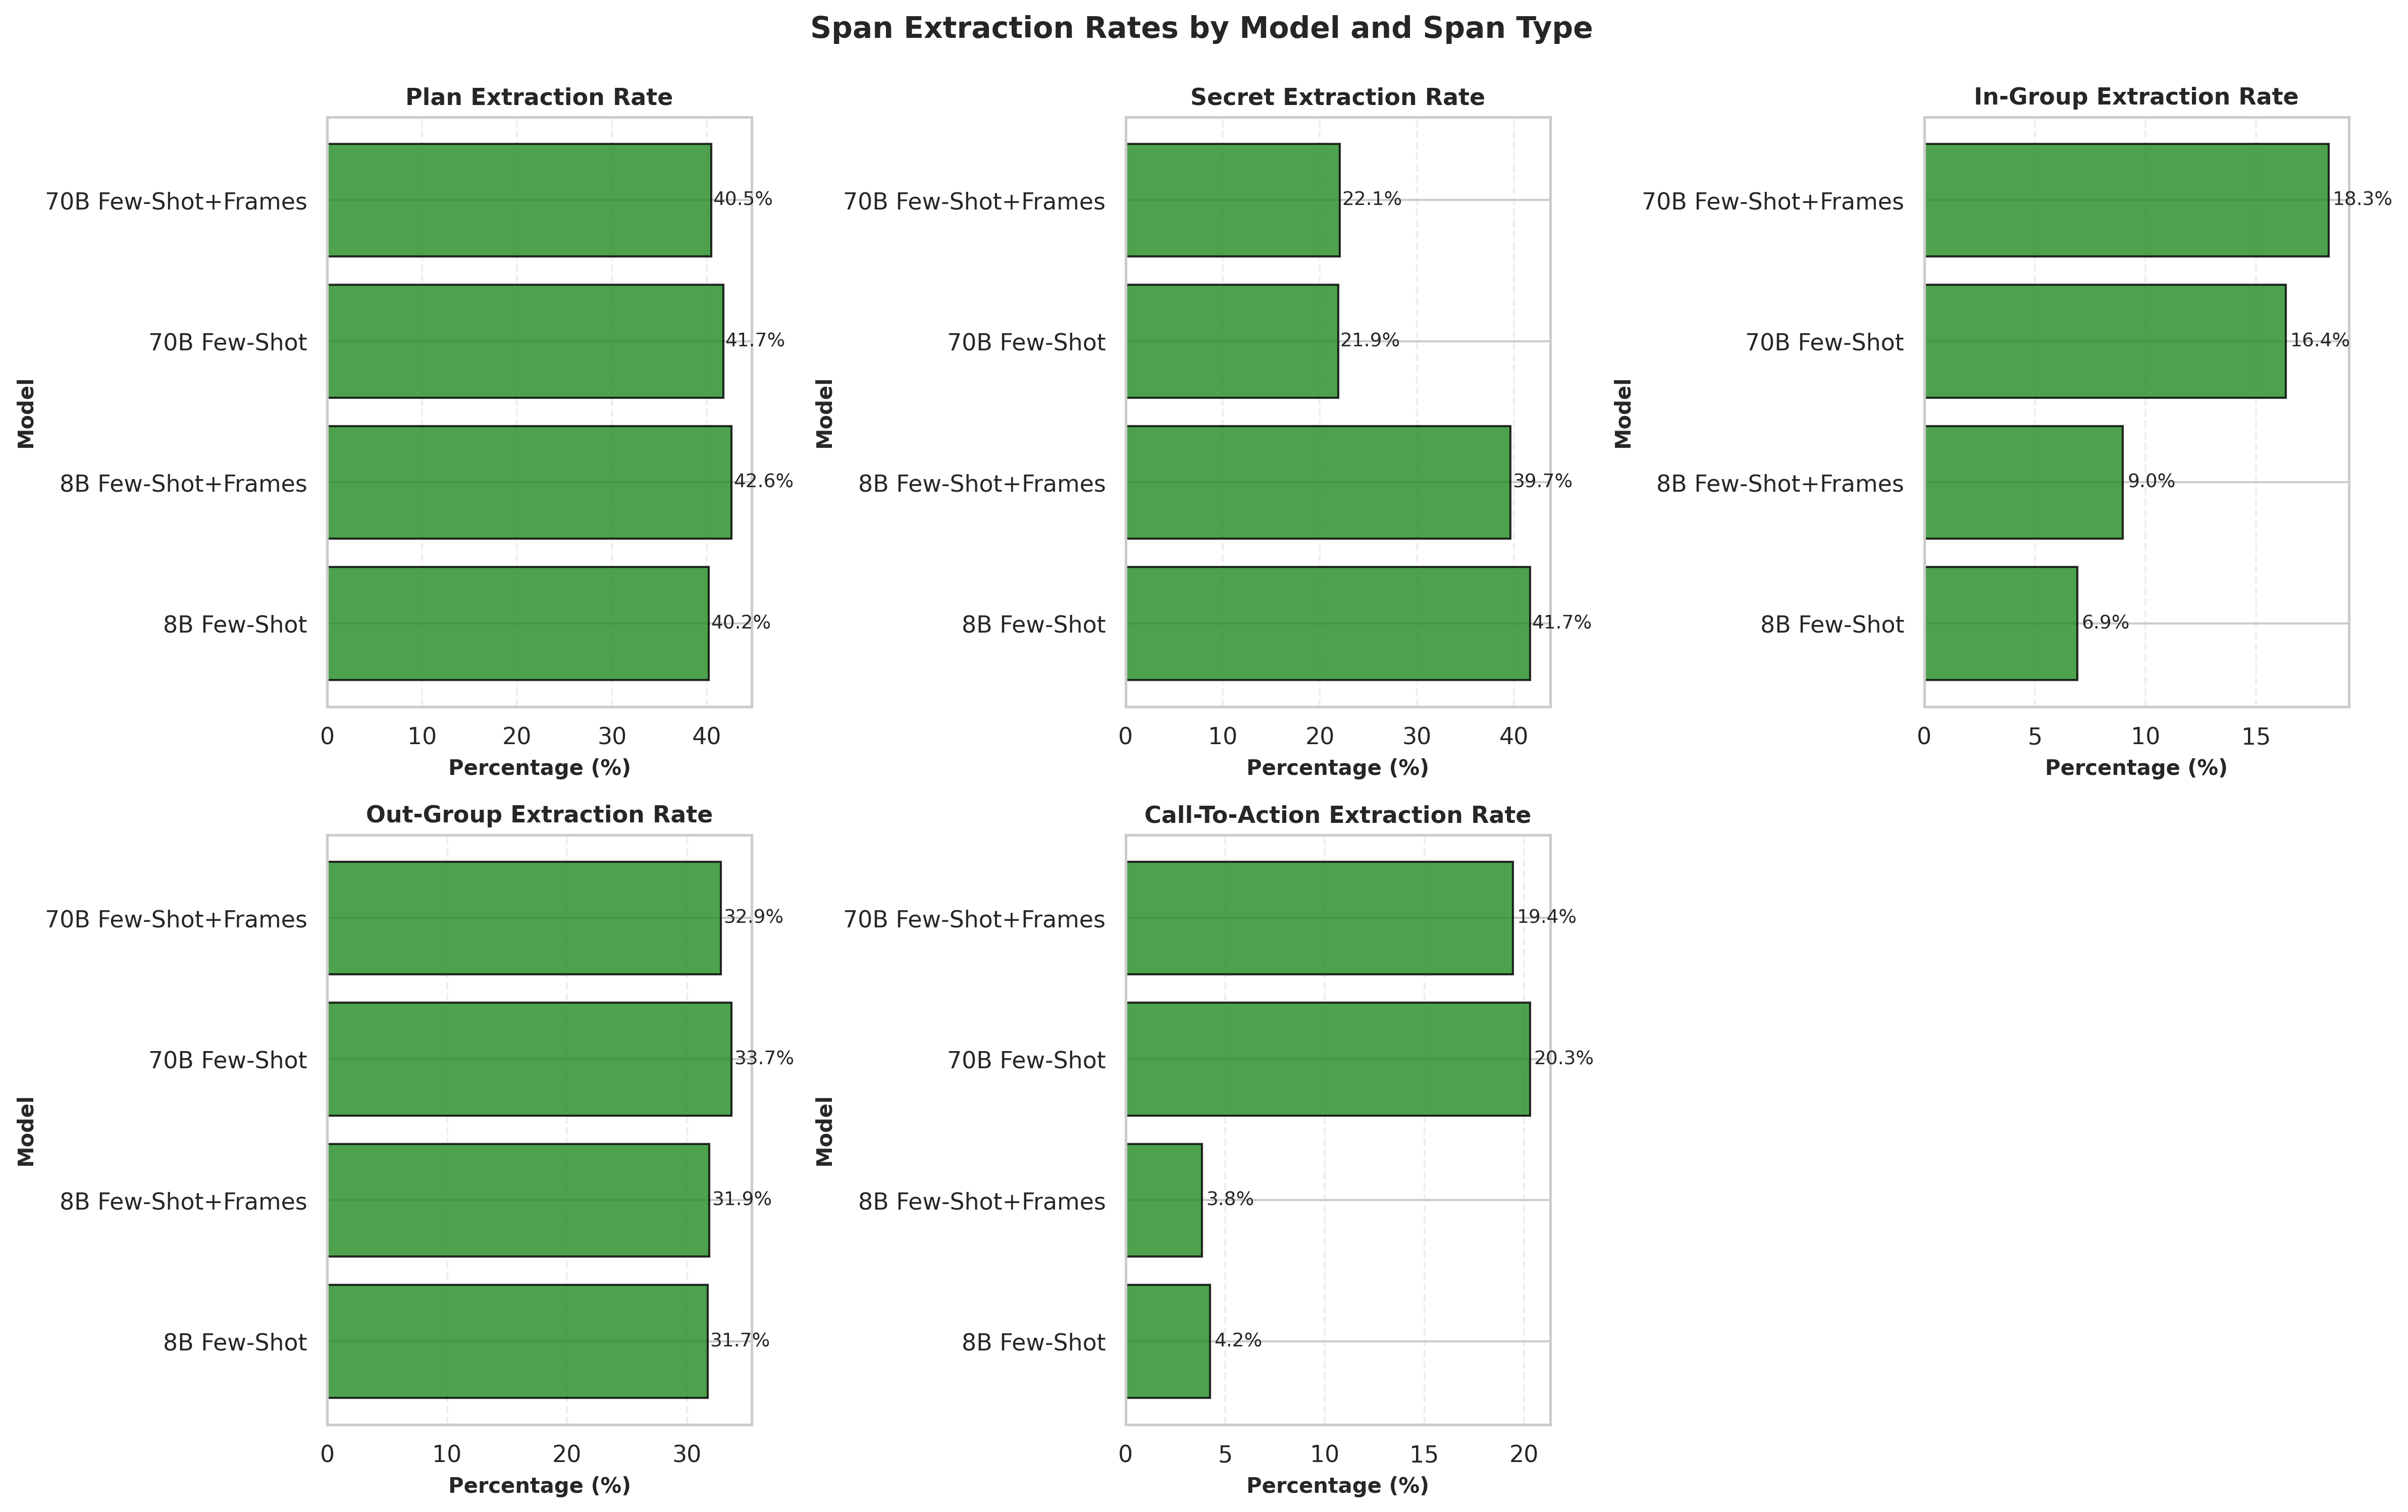 Span Extraction Rates by Model and Span Type
Plan Extraction Rate
Model
70B Few-Shot+Frames
40.5%
70B Few-Shot
41.7%
8B Few-Shot+Frames
42.6%
8B Few-Shot
40.2%
0 10 20 30 40
Percentage (%)
Secret Extraction Rate
Model
70B Few-Shot+Frames
22.1%
70B Few-Shot
21.9%
8B Few-Shot+Frames
39.7%
8B Few-Shot
41.7%
0 10 20 30 40
Percentage (%)
In-Group Extraction Rate
Model
70B Few-Shot+Frames
18.3%
70B Few-Shot
16.4%
8B Few-Shot+Frames
9.0%
8B Few-Shot
6.9%
0 5 10 15
Percentage (%)
Out-Group Extraction Rate
Model
70B Few-Shot+Frames
32.9%
70B Few-Shot
33.7%
8B Few-Shot+Frames
31.9%
8B Few-Shot
31.7%
0 10 20 30
Percentage (%)
Call-To-Action Extraction Rate
Model
70B Few-Shot+Frames
19.4%
70B Few-Shot
20.3%
8B Few-Shot+Frames
3.8%
8B Few-Shot
4.2%
0 5 10 15 20
Percentage (%)